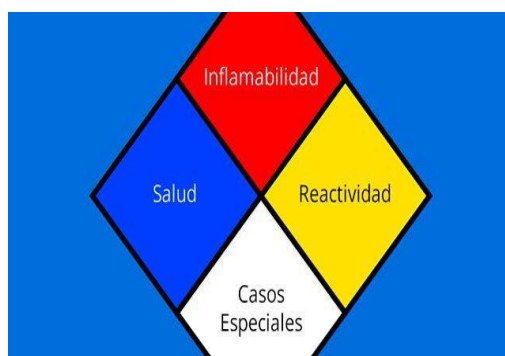 Inflamabilidad
Salud
Reactividad
Casos
Especiales